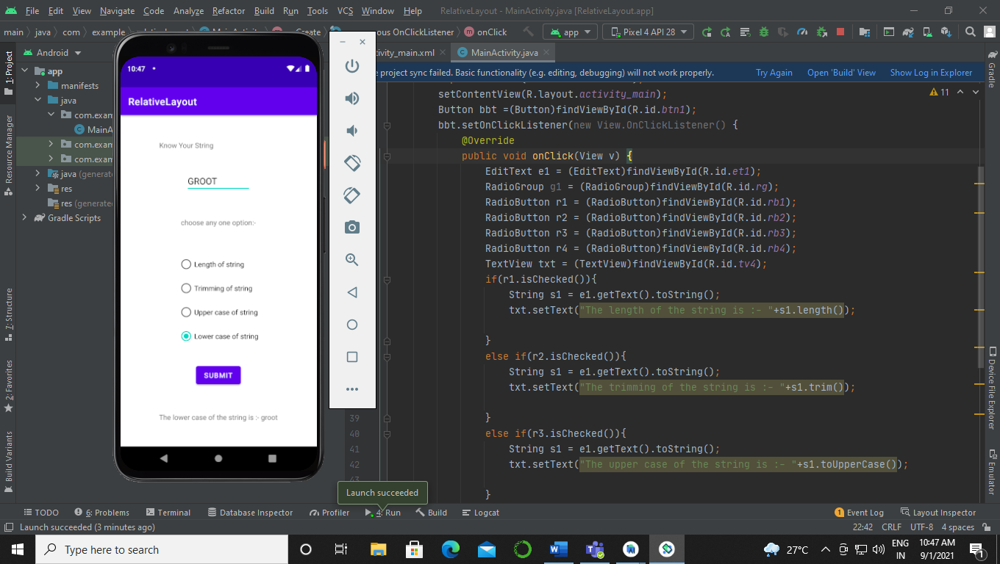 File Edit View Navigate Code Analyze Refactor Build Run Tools VCS Window Help RelativeLayout - MainActivity.java [RelativeLayout.app]
main java com example
Create
ous OnClickListener onClick app Pixel 4 API 28
Android
tivity_main.xml MainActivity.java
e project sync failed. Basic functionality (e.g. editing, debugging) will not work properly. Try Again Open 'Build' View Show Log in Explorer
1: Project
Resource Manager
7: Structure
2: Favorites
Build Variants
app
manifests
java
com.exam
MainA
com.exam
com.exam
java (generate
res
res (generated
Gradle Scripts
10:47
RelativeLayout
Know Your String
GROOT
choose any one option:-
Length of string
Trimming of string
Upper case of string
Lower case of string
SUBMIT
The lower case of the string is :- groot
11
setContentView(R.layout.activity_main);
Button bbt =(Button)findViewById(R.id.btn1);
bbt.setOnClickListener(new View.OnClickListener() {
@Override
public void onClick(View v) {
EditText e1 = (EditText)findViewById(R.id.et1);
RadioGroup g1 = (RadioGroup)findViewById(R.id.rg);
RadioButton r1 = (RadioButton)findViewById(R.id.rb1);
RadioButton r2 = (RadioButton)findViewById(R.id.rb2);
RadioButton r3 = (RadioButton)findViewById(R.id.rb3);
RadioButton r4 = (RadioButton)findViewById(R.id.rb4);
TextView txt = (TextView)findViewById(R.id.tv4);
if(r1.isChecked()){
String s1 = e1.getText().toString();
txt.setText("The length of the string is :- "+s1.length());
}
else if(r2.isChecked()){
String s1 = e1.getText().toString();
txt.setText("The trimming of the string is :- "+s1.trim());
39 }
40 else if(r3.isChecked()){
41 String s1 = e1.getText().toString();
42 txt.setText("The upper case of the string is :- "+s1.toUpperCase());
43
}
Gradle
Device File Explorer
Emulator
Launch succeeded
TODO 6: Problems Terminal Database Inspector Profiler 4: Run Build Logcat 1 Event Log Layout Inspector
Launch succeeded (3 minutes ago) 22:42 CRLF UTF-8 4 spaces
Type here to search 27°C ENG IN 10:47 AM 9/1/2021 1